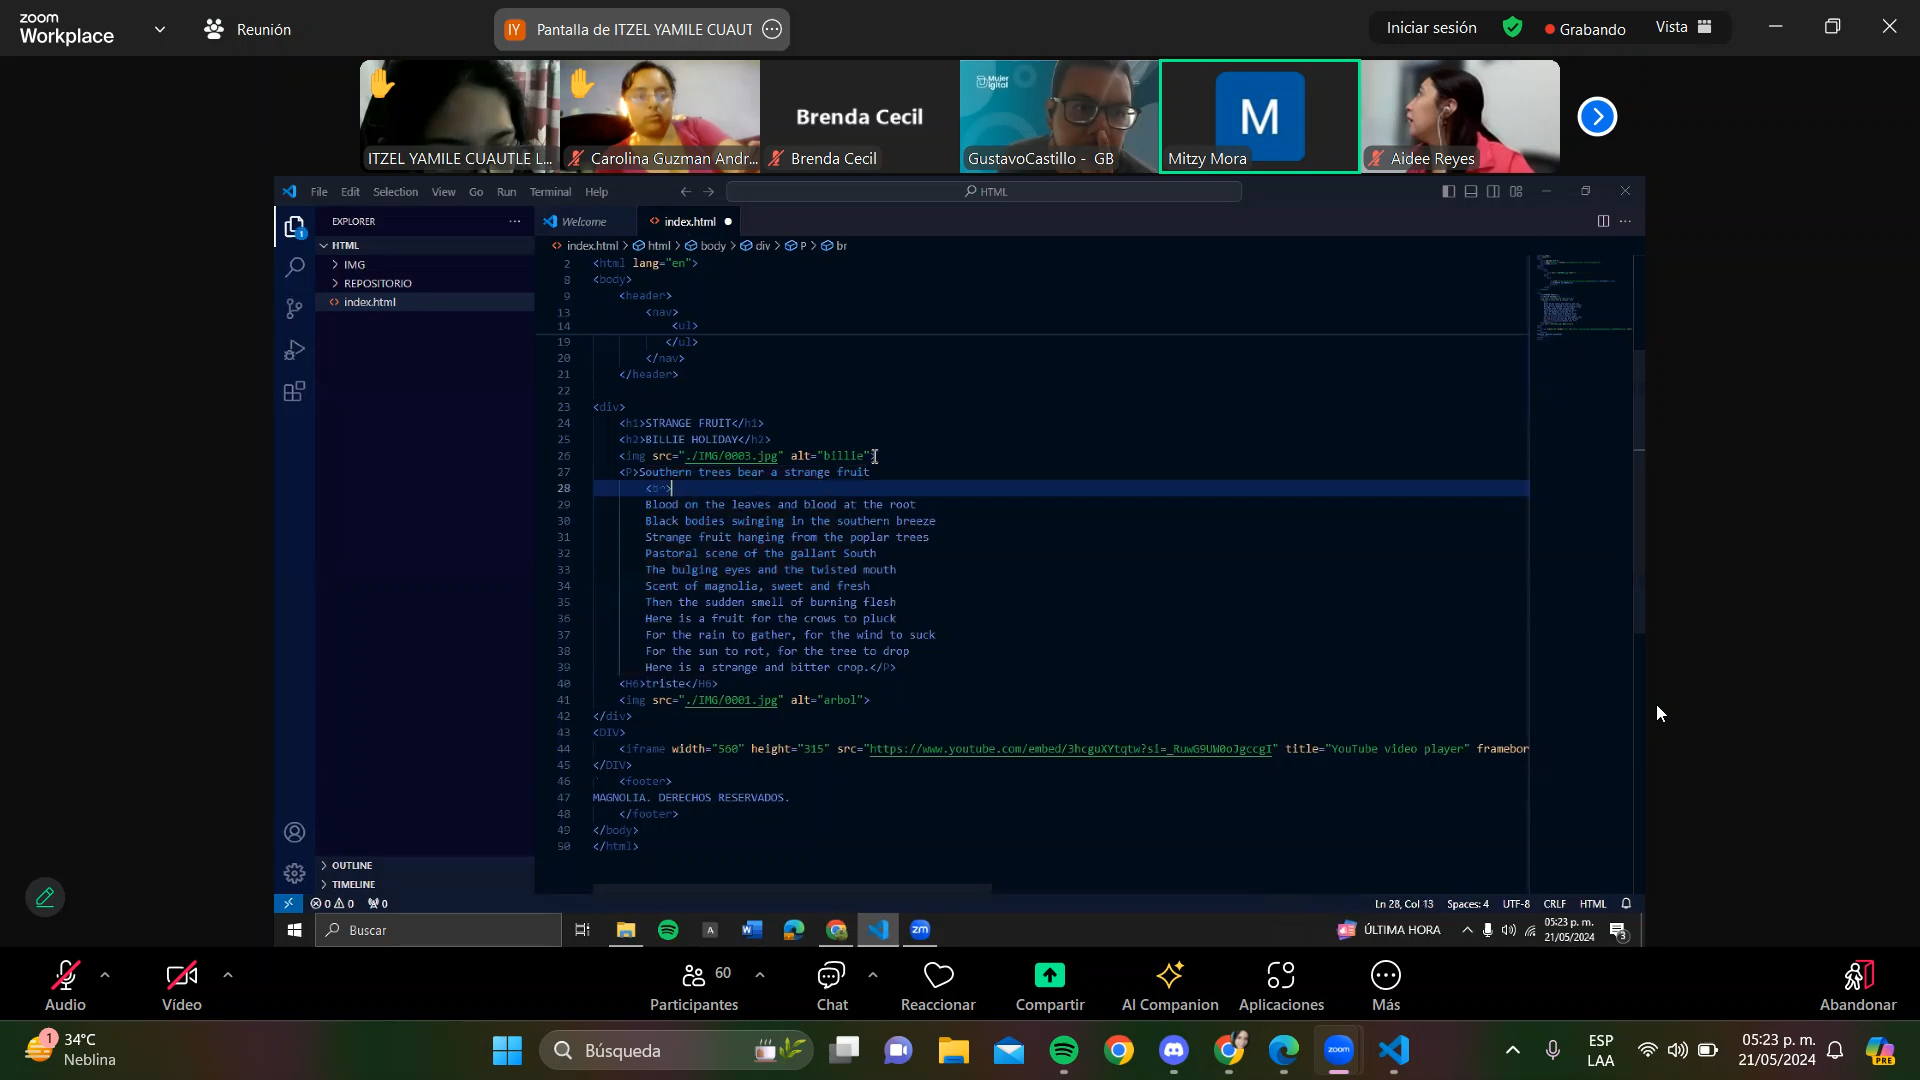 zoom
Workplace
Reunión
IY Pantalla de ITZEL YAMILE CUAUT
Iniciar sesión
Grabando
Vista
ITZEL YAMILE CUAUTLE L...
Carolina Guzman Andr...
Brenda Cecil
Brenda Cecil
Mujer
GustavoCastillo - GB
M
Mitzy Mora
Aidee Reyes
File Edit Selection View Go Run Terminal Help
HTML
EXPLORER
Welcome
index.html
1
HTML
IMG
REPOSITORIO
index.html
index.html > html > body > div > P > br
2 <html lang="en">
8 <body>
9 <header>
13 <nav>
14 <ul>
19 </ul>
20 </nav>
21 </header>
22
23 <div>
24 <h1>STRANGE FRUIT</h1>
25 <h2>BILLIE HOLIDAY</h2>
26 <img src="./IMG/0003.jpg" alt="billie">
27 <P>Southern trees bear a strange fruit
28 <br>
29 Blood on the leaves and blood at the root
30 Black bodies swinging in the southern breeze
31 Strange fruit hanging from the poplar trees
32 Pastoral scene of the gallant South
33 The bulging eyes and the twisted mouth
34 Scent of magnolia, sweet and fresh
35 Then the sudden smell of burning flesh
36 Here is a fruit for the crows to pluck
37 For the rain to gather, for the wind to suck
38 For the sun to rot, for the tree to drop
39 Here is a strange and bitter crop.</P>
40 <H6>triste</H6>
41 <img src="./IMG/0001.jpg" alt="arbol">
42 </div>
43 <DIV>
44 <iframe width="560" height="315" src="https://www.youtube.com/embed/3hcguXYtqtw?si=_RuwG9UW0oJgccgI" title="YouTube video player" framebor
45 </DIV>
46 <footer>
47 MAGNOLIA. DERECHOS RESERVADOS.
48 </footer>
49 </body>
50 </html>
OUTLINE
TIMELINE
0 0 0
Ln 28, Col 13 Spaces: 4 UTF-8 CRLF HTML
Buscar
zm
ÚLTIMA HORA
05:23 p. m.
21/05/2024
3
Audio
Vídeo
60
Participantes
Chat
Reaccionar
Compartir
AI Companion
Aplicaciones
Más
Abandonar
1
34°C
Neblina
Búsqueda
zoom
ESP
LAA
05:23 p. m.
21/05/2024
PRE